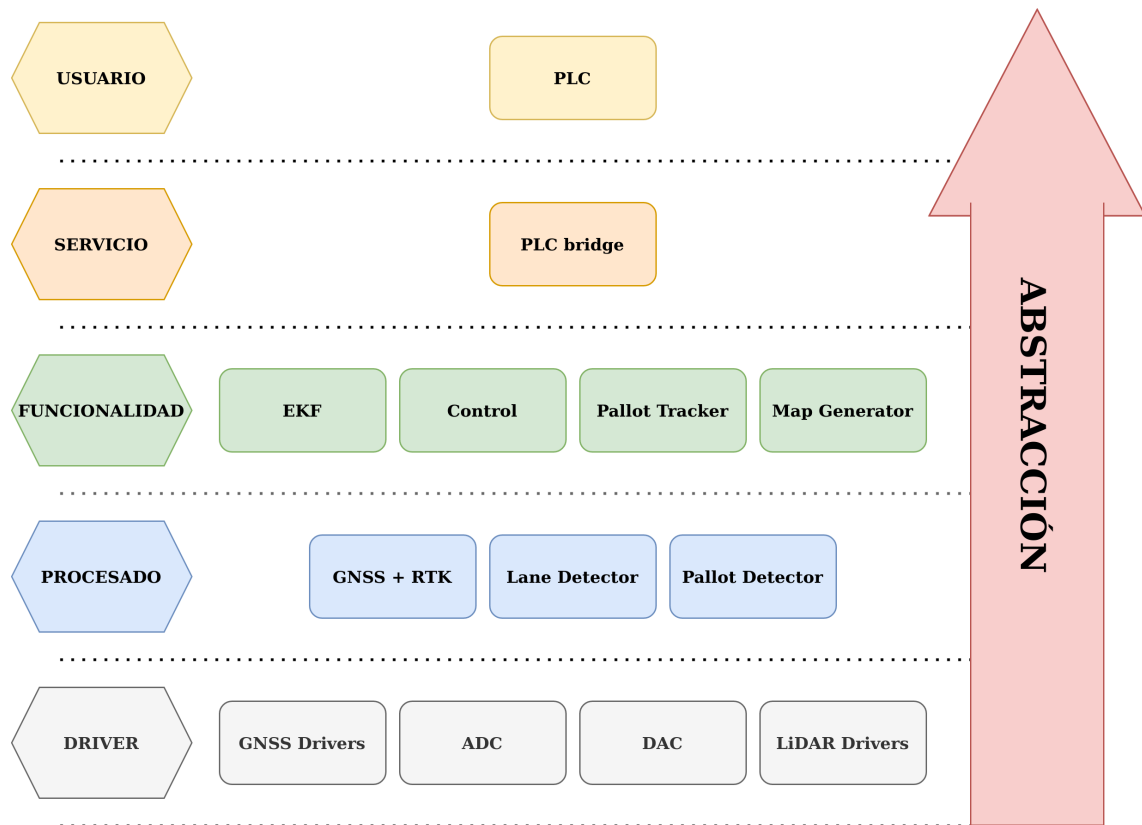 USUARIO
PLC
SERVICIO
PLC bridge
FUNCIONALIDAD
EKF
Control
Pallot Tracker
Map Generator
PROCESADO
GNSS + RTK
Lane Detector
Pallot Detector
DRIVER
GNSS Drivers
ADC
DAC
LiDAR Drivers
ABSTRACCIÓN